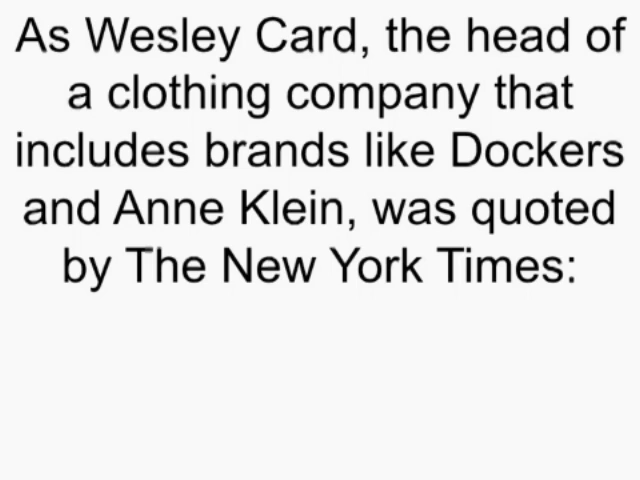 As Wesley Card, the head of
a clothing company that
includes brands like Dockers
and Anne Klein, was quoted
by The New York Times: